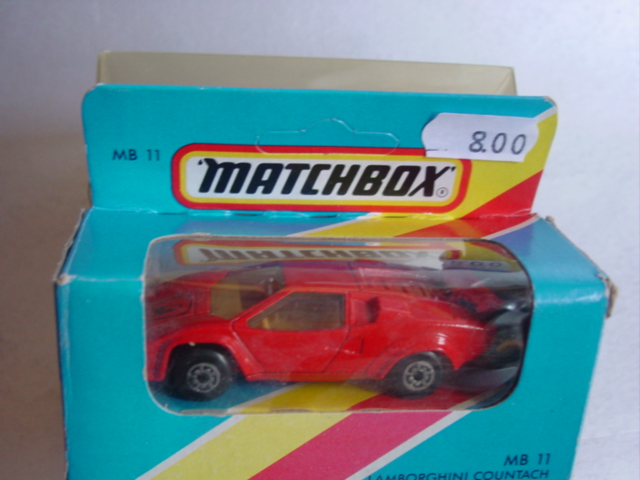 8.00
MB 11
"MATCHBOX"
®
MB 11
LAMBORGHINI COUNTACH